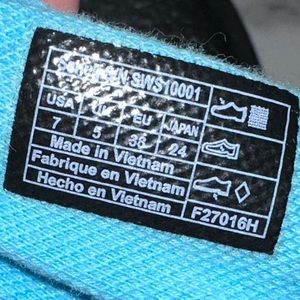 SWS10001
USA UK EU JAPAN
7 5 38 24
Made in Vietnam
Fabrique en Vietnam
Hecho en Vietnam
F27016H